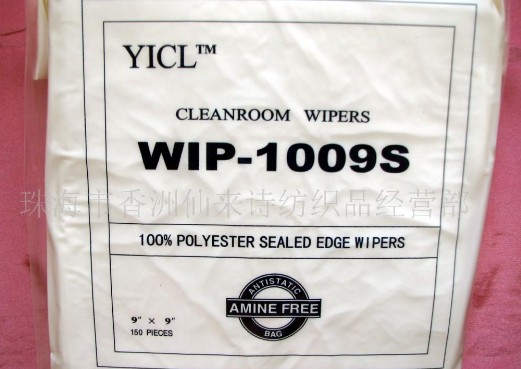 YICL™
CLEANROOM WIPERS
WIP-1009S
珠海市香洲仙来诗纺织品经营部
100% POLYESTER SEALED EDGE WIPERS
ANTISTATIC
AMINE FREE
BAG
9" × 9"
150 PIECES